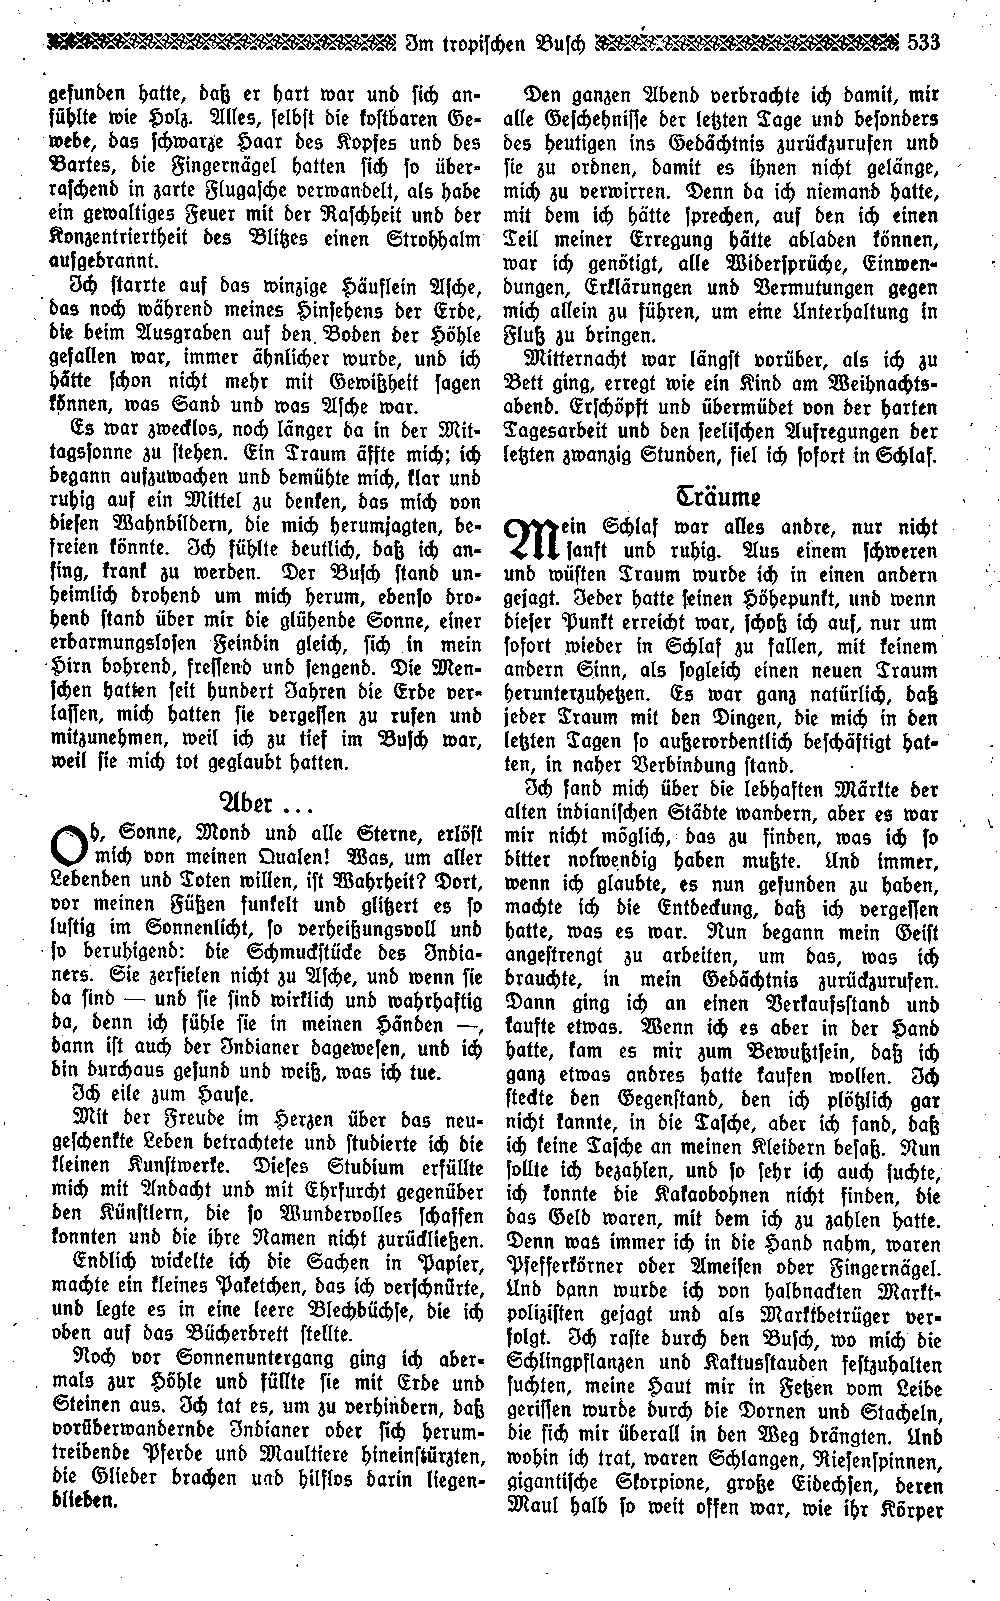 Im tropischen Busch 533
gefunden hatte, daß er hart war und sich an-
fühlte wie Holz. Alles, selbst die kostbaren Ge-
webe, das schwarze Haar des Kopfes und des
Bartes, die Fingernägel hatten sich so über-
raschend in zarte Flugasche verwandelt, als habe
ein gewaltiges Feuer mit der Raschheit und der
Konzentriertheit des Blitzes einen Strohhalm
aufgebrannt.
Ich starrte auf das winzige Häuflein Asche,
das noch während meines Hinsehens der Erde,
die beim Ausgraben auf den Boden der Höhle
gefallen war, immer ähnlicher wurde, und ich
hätte schon nicht mehr mit Gewißheit sagen
können, was Sand und was Asche war.
Es war zwecklos, noch länger da in der Mit-
tagssonne zu stehen. Ein Traum äffte mich; ich
begann aufzuwachen und bemühte mich, klar und
ruhig auf ein Mittel zu denken, das mich von
diesen Wahnbildern, die mich herumjagten, be-
freien könnte. Ich fühlte deutlich, daß ich an-
fing, krank zu werden. Der Busch stand un-
heimlich drohend um mich herum, ebenso dro-
hend stand über mir die glühende Sonne, einer
erbarmungslosen Feindin gleich, sich in mein
Hirn bohrend, fressend und sengend. Die Men-
schen hatten seit hundert Jahren die Erde ver-
lassen, mich hatten sie vergessen zu rufen und
mitzunehmen, weil ich zu tief im Busch war,
weil sie mich tot geglaubt hatten.
Aber ...
Oh, Sonne, Mond und alle Sterne, erlöst
mich von meinen Qualen! Was, um aller
Lebenden und Toten willen, ist Wahrheit? Dort,
vor meinen Füßen funkelt und glitzert es so
lustig im Sonnenlicht, so verheißungsvoll und
so beruhigend: die Schmuckstücke des India-
ners. Sie zerfielen nicht zu Asche, und wenn sie
da sind — und sie sind wirklich und wahrhaftig
da, denn ich fühle sie in meinen Händen —,
dann ist auch der Indianer dagewesen, und ich
bin durchaus gesund und weiß, was ich tue.
Ich eile zum Hause.
Mit der Freude im Herzen über das neu-
geschenkte Leben betrachtete und studierte ich die
kleinen Kunstwerke. Dieses Studium erfüllte
mich mit Andacht und mit Ehrfurcht gegenüber
den Künstlern, die so Wundervolles schaffen
konnten und die ihre Namen nicht zurückließen.
Endlich wickelte ich die Sachen in Papier,
machte ein kleines Paketchen, das ich verschnürte,
und legte es in eine leere Blechbüchse, die ich
oben auf das Bücherbrett stellte.
Noch vor Sonnenuntergang ging ich aber-
mals zur Höhle und füllte sie mit Erde und
Steinen aus. Ich tat es, um zu verhindern, daß
vorüberwandernde Indianer oder sich herum-
treibende Pferde und Maultiere hineinstürzten,
die Glieder brachen und hilflos darin liegen-
blieben.
Den ganzen Abend verbrachte ich damit, mir
alle Geschehnisse der letzten Tage und besonders
des heutigen ins Gedächtnis zurückzurufen und
sie zu ordnen, damit es ihnen nicht gelänge,
mich zu verwirren. Denn da ich niemand hatte,
mit dem ich hätte sprechen, auf den ich einen
Teil meiner Erregung hätte abladen können,
war ich genötigt, alle Widersprüche, Einwen-
dungen, Erklärungen und Vermutungen gegen
mich allein zu führen, um eine Unterhaltung in
Fluß zu bringen.
Mitternacht war längst vorüber, als ich zu
Bett ging, erregt wie ein Kind am Weihnachts-
abend. Erschöpft und übermüdet von der harten
Tagesarbeit und den seelischen Aufregungen der
letzten zwanzig Stunden, fiel ich sofort in Schlaf.
Träume
Mein Schlaf war alles andre, nur nicht
sanft und ruhig. Aus einem schweren
und wüsten Traum wurde ich in einen andern
gejagt. Jeder hatte seinen Höhepunkt, und wenn
dieser Punkt erreicht war, schoß ich auf, nur um
sofort wieder in Schlaf zu fallen, mit keinem
andern Sinn, als sogleich einen neuen Traum
herunterzuhetzen. Es war ganz natürlich, daß
jeder Traum mit den Dingen, die mich in den
letzten Tagen so außerordentlich beschäftigt hat-
ten, in naher Verbindung stand.
Ich fand mich über die lebhaften Märkte der
alten indianischen Städte wandern, aber es war
mir nicht möglich, das zu finden, was ich so
bitter notwendig haben mußte. Und immer,
wenn ich glaubte, es nun gefunden zu haben,
machte ich die Entdeckung, daß ich vergessen
hatte, was es war. Nun begann mein Geist
angestrengt zu arbeiten, um das, was ich
brauchte, in mein Gedächtnis zurückzurufen.
Dann ging ich an einen Verkaufsstand und
kaufte etwas. Wenn ich es aber in der Hand
hatte, kam es mir zum Bewußtsein, daß ich
ganz etwas andres hatte kaufen wollen. Ich
steckte den Gegenstand, den ich plötzlich gar
nicht kannte, in die Tasche, aber ich fand, daß
ich keine Tasche an meinen Kleidern besaß. Nun
sollte ich bezahlen, und so sehr ich auch suchte,
ich konnte die Kakaobohnen nicht finden, die
das Geld waren, mit dem ich zu zahlen hatte.
Denn was immer ich in die Hand nahm, waren
Pfefferkörner oder Ameisen oder Fingernägel.
Und dann wurde ich von halbnackten Markt-
polizisten gejagt und als Marktbetrüger ver-
folgt. Ich raste durch den Busch, wo mich die
Schlingpflanzen und Kaktusstauden festzuhalten
suchten, meine Haut mir in Fetzen vom Leibe
gerissen wurde durch die Dornen und Stacheln,
die sich mir überall in den Weg drängten. Und
wohin ich trat, waren Schlangen, Riesenspinnen,
gigantische Skorpione, große Eidechsen, deren
Maul halb so weit offen war, wie ihr Körper